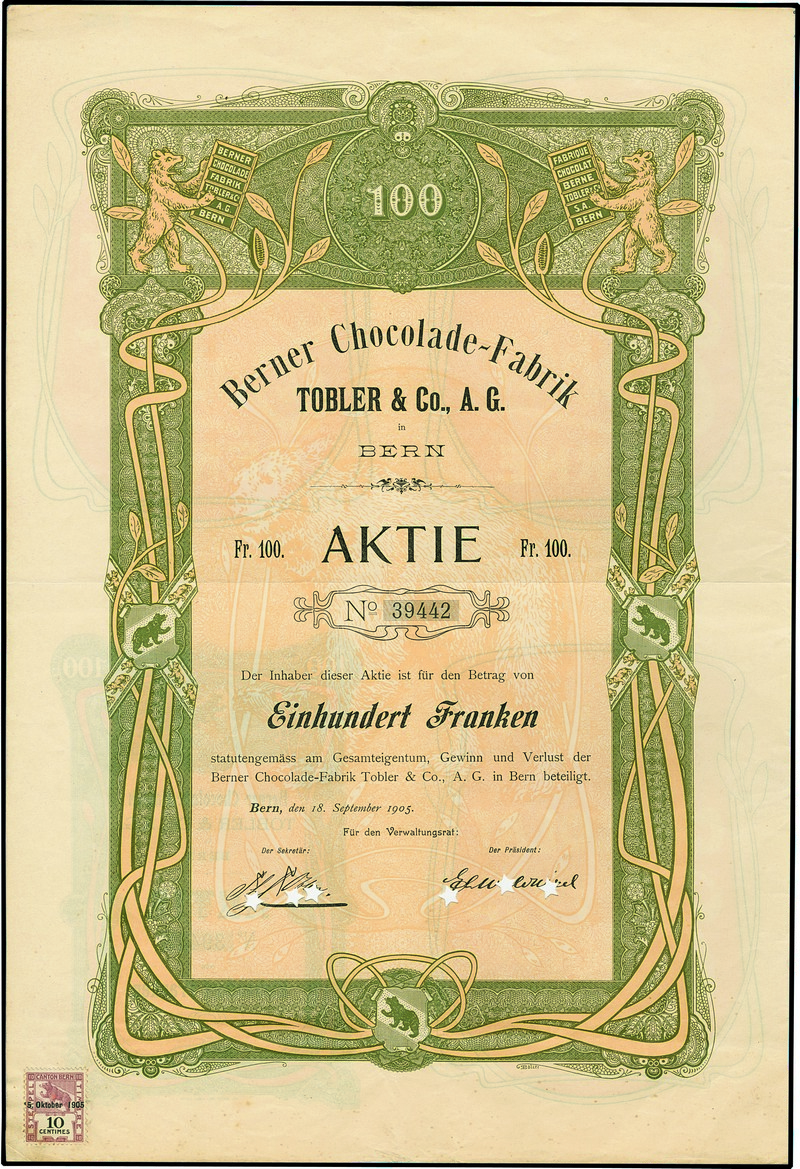 BERNER
CHOCOLADE
FABRIK
TOBLER & Co
A.G.
BERN
100
FABRIQUE
CHOCOLAT
BERNE
TOBLER & Co
S.A.
BERN
Berner Chocolade-Fabrik
TOBLER & Co., A. G.
in
BERN
Fr. 100. AKTIE Fr. 100.
No 39442
Der Inhaber dieser Aktie ist für den Betrag von
Einhundert Franken
statutengemäss am Gesamteigentum, Gewinn und Verlust der
Berner Chocolade-Fabrik Tobler & Co., A. G. in Bern beteiligt.
Bern, den 18. September 1905.
Für den Verwaltungsrat:
Der Sekretär: Der Präsident:
CANTON BERN
STEMPELMARKE
5. Oktober 1905
10
CENTIMES